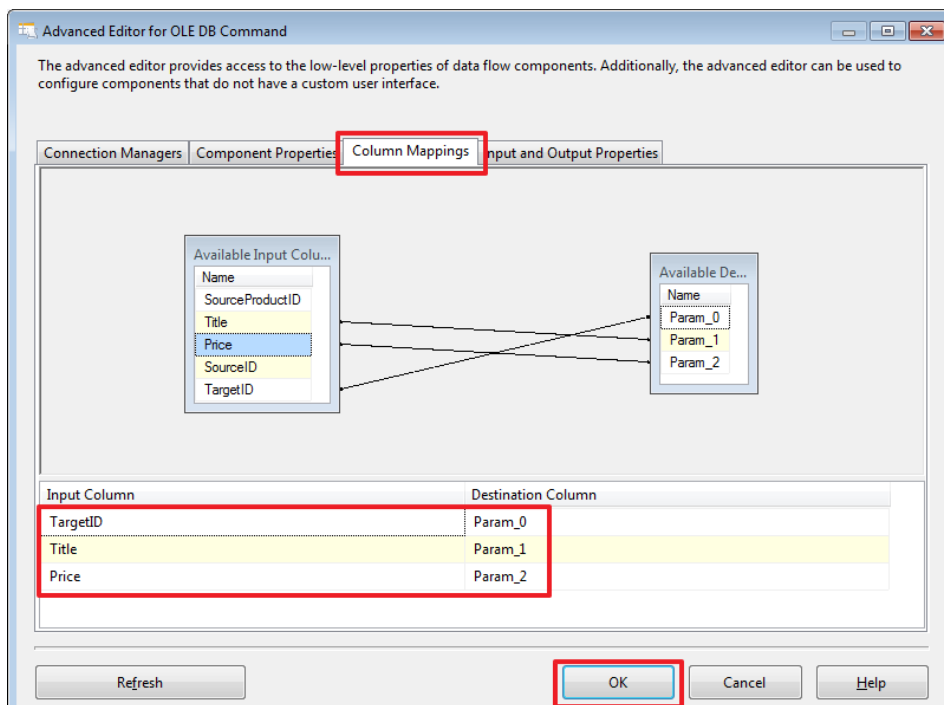 Advanced Editor for OLE DB Command
The advanced editor provides access to the low-level properties of data flow components. Additionally, the advanced editor can be used to
configure components that do not have a custom user interface.
Connection Managers Component Properties Column Mappings nput and Output Properties
Available Input Colu...
Name
SourceProductID
Title
Price
SourceID
TargetID
Available De...
Name
Param_0
Param_1
Param_2
Input Column Destination Column
TargetID Param_0
Title Param_1
Price Param_2
Refresh OK Cancel Help